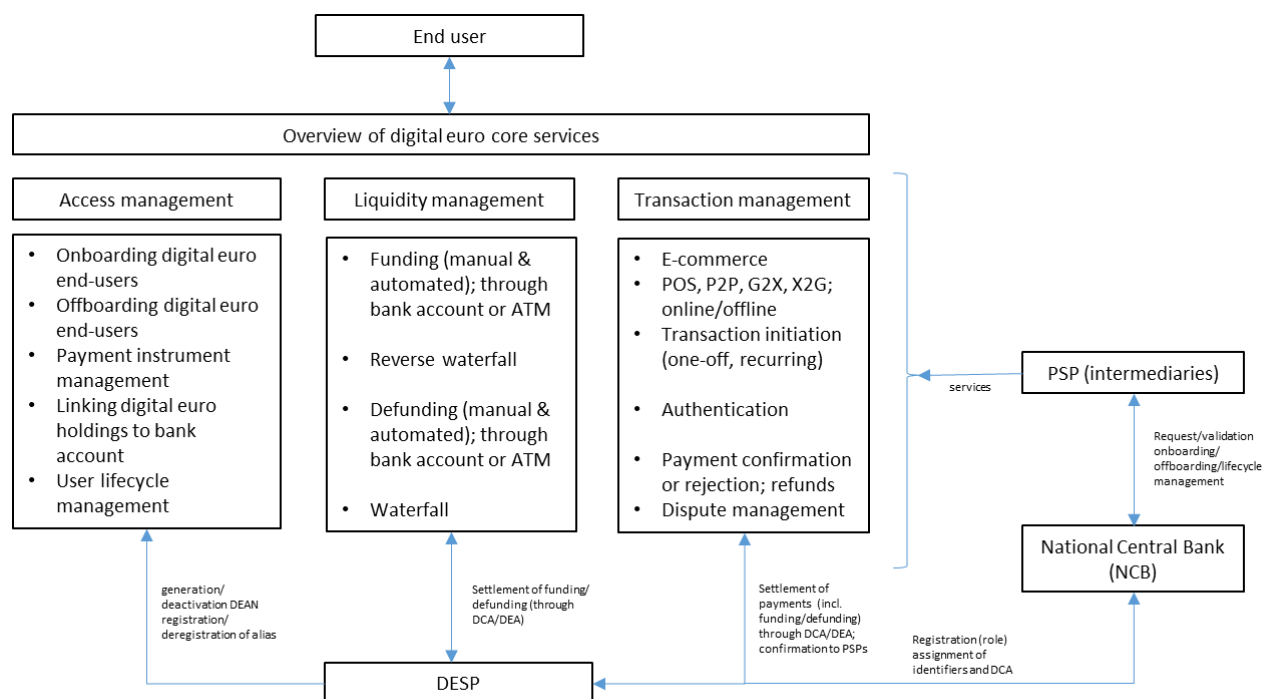 End user
Overview of digital euro core services
Access management
Liquidity management
Transaction management
• Onboarding digital euro
end-users
• Offboarding digital euro
end-users
• Payment instrument
management
• Linking digital euro
holdings to bank
account
• User lifecycle
management
• Funding (manual &
automated); through
bank account or ATM
• Reverse waterfall
• Defunding (manual &
automated); through
bank account or ATM
• Waterfall
• E-commerce
• POS, P2P, G2X, X2G;
online/offline
• Transaction initiation
(one-off, recurring)
• Authentication
• Payment confirmation
or rejection; refunds
• Dispute management
services
PSP (intermediaries)
Request/validation
onboarding/
offboarding/lifecycle
management
National Central Bank
(NCB)
generation/
deactivation DEAN
registration/
deregistration of alias
Settlement of funding/
defunding (through
DCA/DEA)
Settlement of
payments (incl.
funding/defunding)
through DCA/DEA;
confirmation to PSPs
Registration (role)
assignment of
identifiers and DCA
DESP